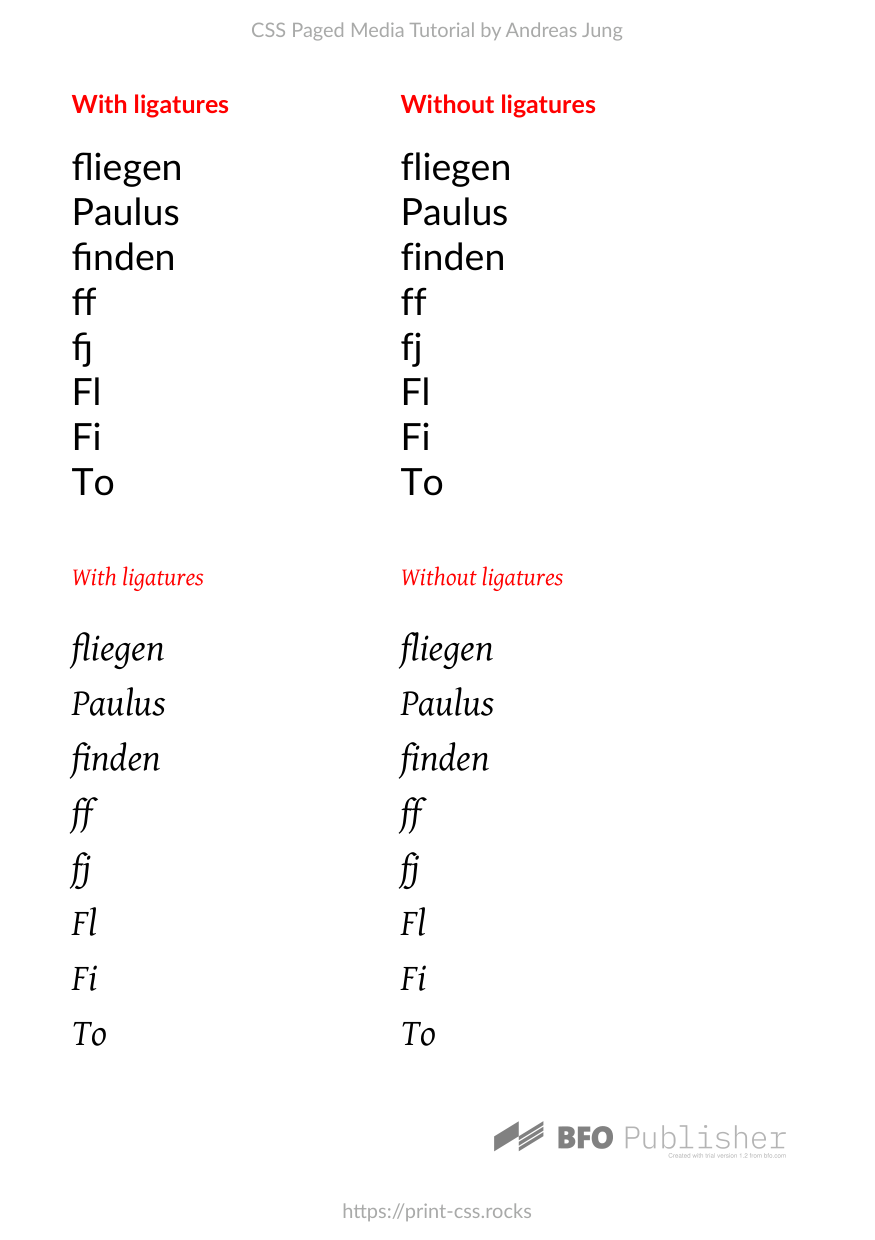 CSS Paged Media Tutorial by Andreas Jung
With ligatures
fliegen
Paulus
finden
ff
fj
Fl
Fi
To
Without ligatures
fliegen
Paulus
finden
ff
fj
Fl
Fi
To
With ligatures
fliegen
Paulus
finden
ff
fj
Fl
Fi
To
Without ligatures
fliegen
Paulus
finden
ff
fj
Fl
Fi
To
BFO Publisher
Created with trial version 1.2 from bfo.com
https://print-css.rocks